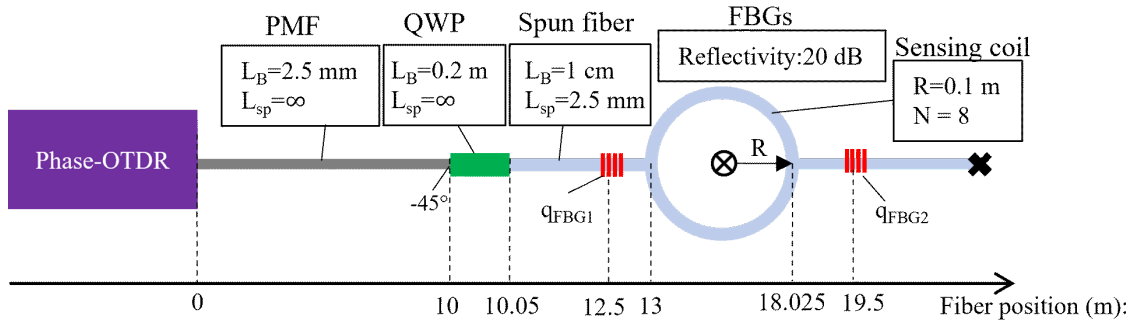 PMF
L_B=2.5 mm
L_sp=∞
QWP
L_B=0.2 m
L_sp=∞
Spun fiber
L_B=1 cm
L_sp=2.5 mm
FBGs
Reflectivity:20 dB
Sensing coil
R=0.1 m
N = 8
Phase-OTDR
-45°
q_FBG1
R
q_FBG2
0
10
10.05
12.5
13
18.025
19.5
Fiber position (m):